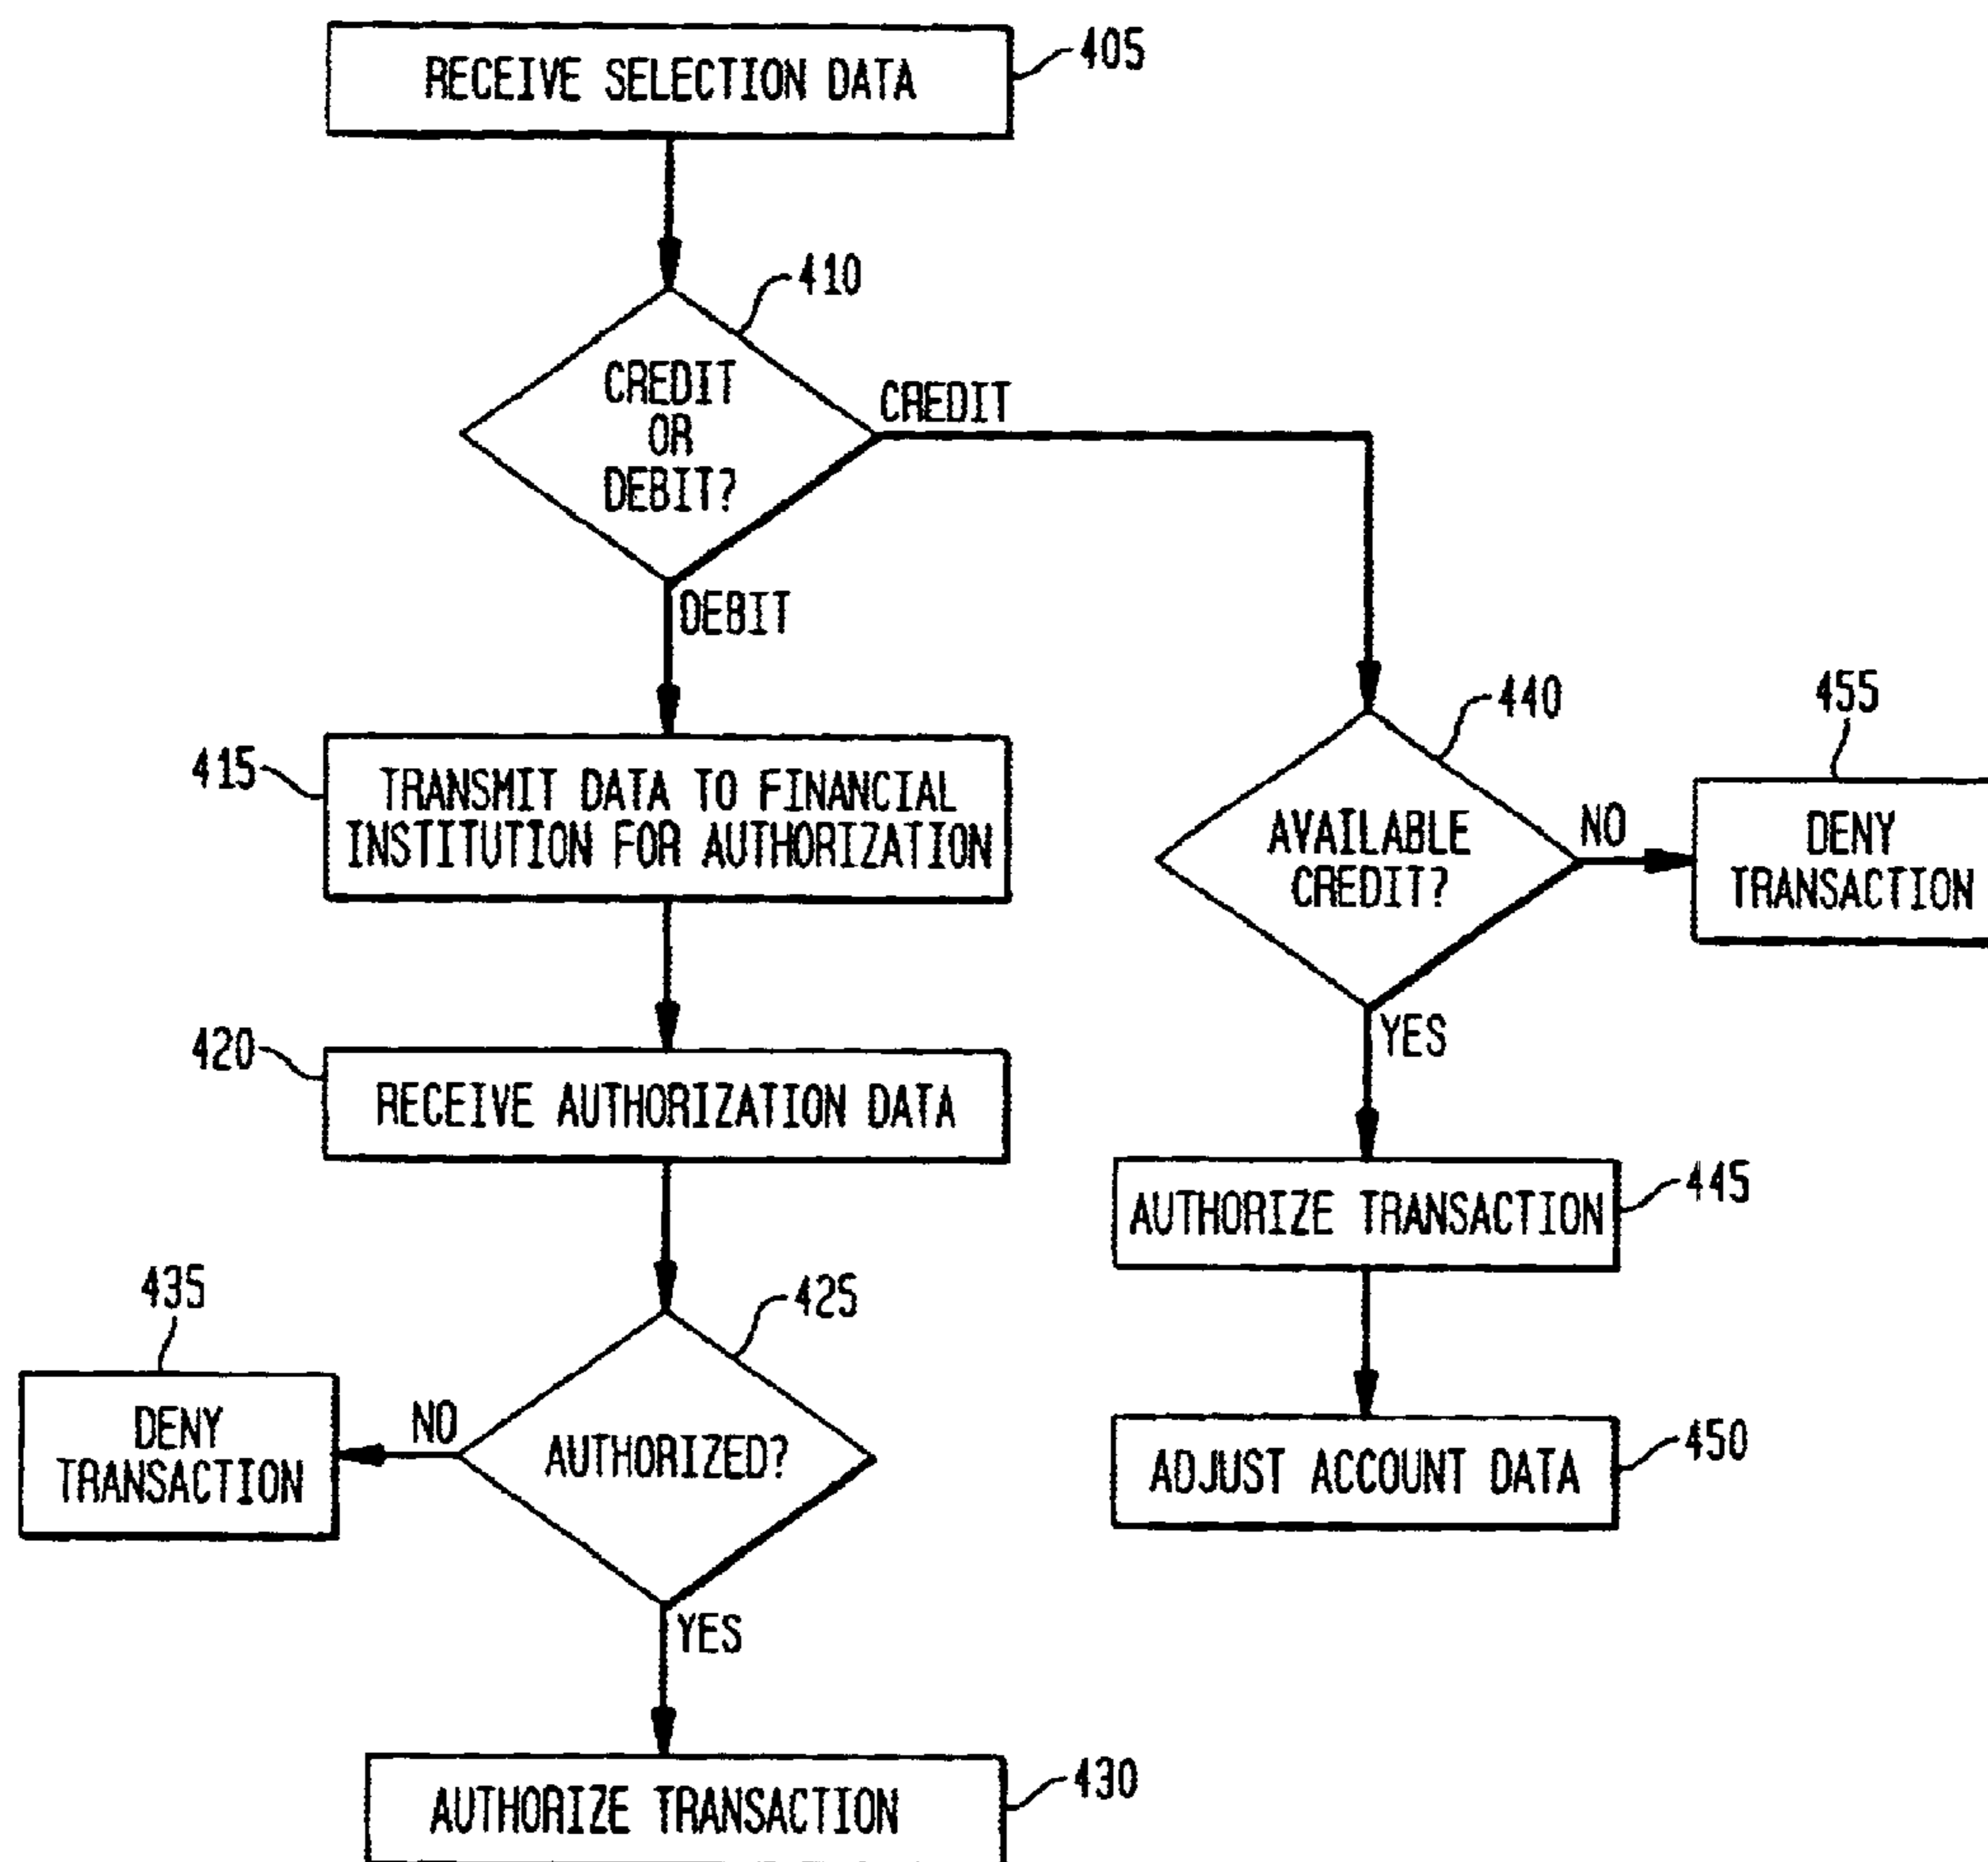 RECEIVE SELECTION DATA
405
410
CREDIT
OR
DEBIT?
CREDIT
DEBIT
415
TRANSMIT DATA TO FINANCIAL
INSTITUTION FOR AUTHORIZATION
440
455
AVAILABLE
CREDIT?
NO
DENY
TRANSACTION
YES
420
RECEIVE AUTHORIZATION DATA
AUTHORIZE TRANSACTION
445
435
425
DENY
TRANSACTION
NO
AUTHORIZED?
ADJUST ACCOUNT DATA
450
YES
AUTHORIZE TRANSACTION
430